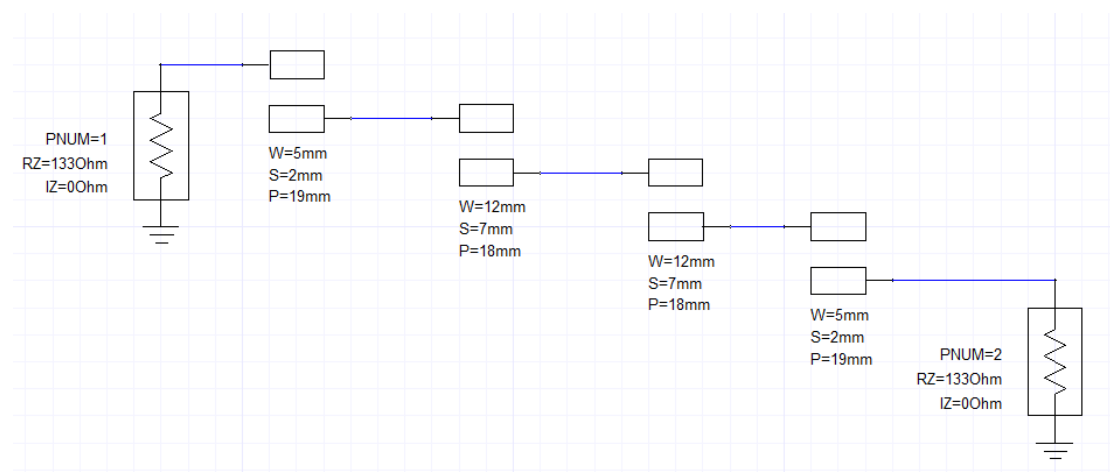 PNUM=1
RZ=133Ohm
IZ=0Ohm
W=5mm
S=2mm
P=19mm
W=12mm
S=7mm
P=18mm
W=12mm
S=7mm
P=18mm
W=5mm
S=2mm
P=19mm
PNUM=2
RZ=133Ohm
IZ=0Ohm